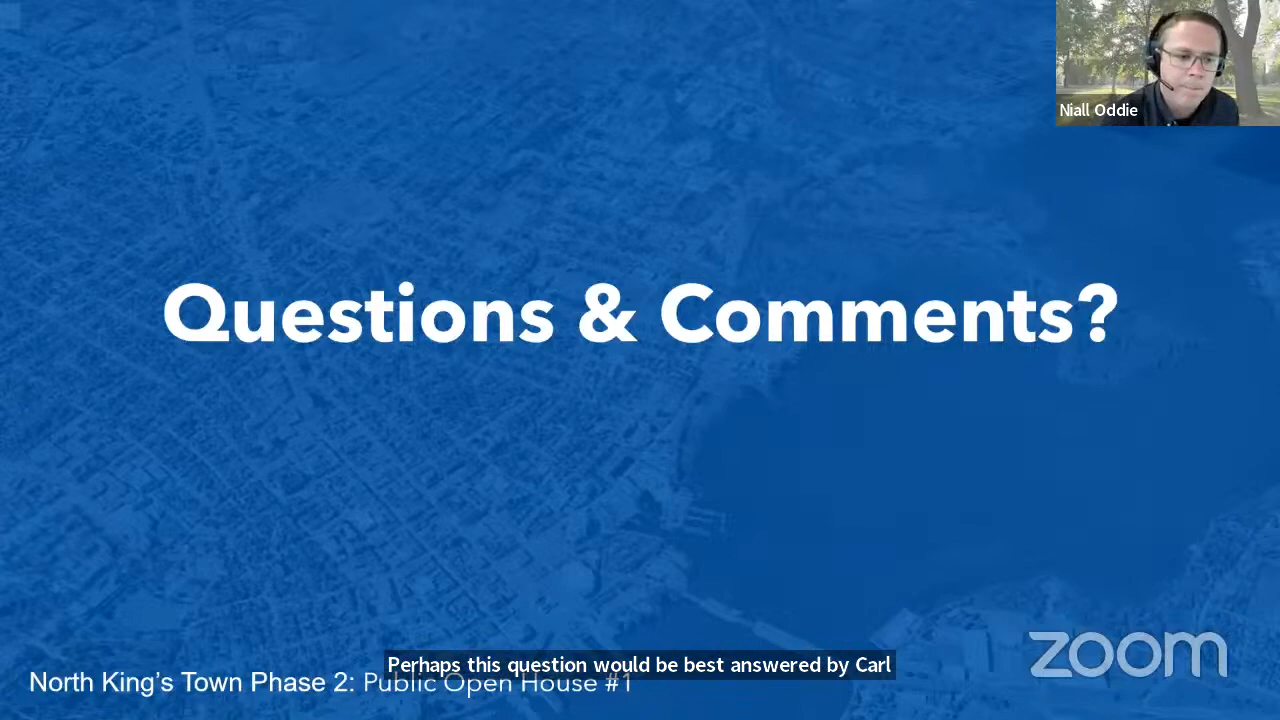 Niall Oddie
Questions & Comments?
zoom
Perhaps this question would be best answered by Carl
North King’s Town Phase 2: Public Open House #1